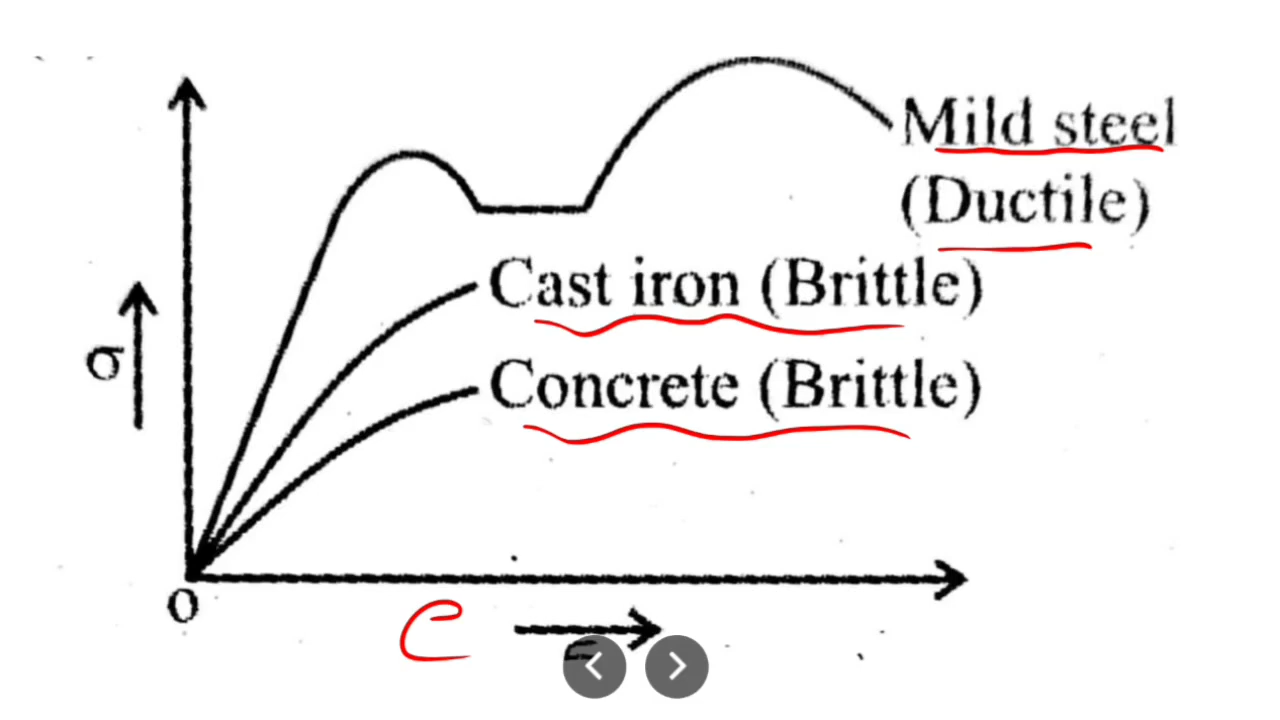 Mild steel
(Ductile)
Cast iron (Brittle)
σ
Concrete (Brittle)
0
e